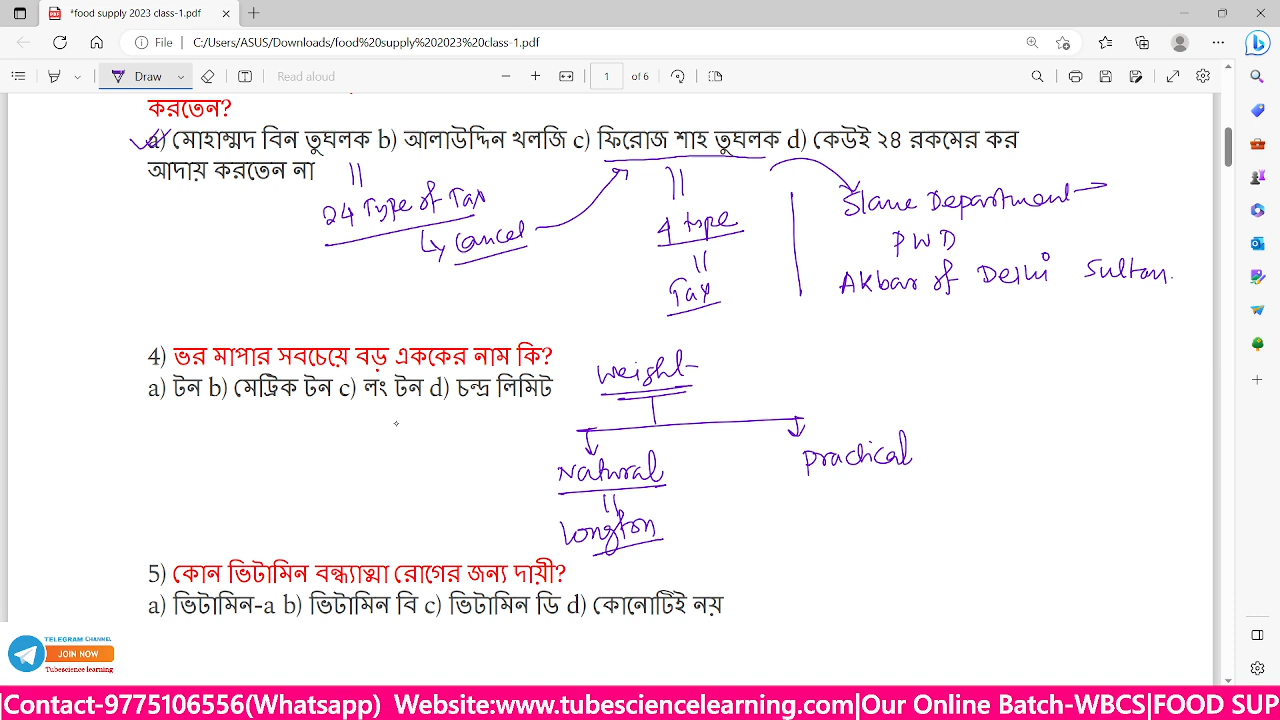 *food supply 2023 class-1.pdf
File C:/Users/ASUS/Downloads/food%20supply%202023%20class-1.pdf
Draw Read aloud 1 of 6
করতেন?
a) মোহাম্মদ বিন তুঘলক b) আলাউদ্দিন খলজি c) ফিরোজ শাহ তুঘলক d) কেউই ২৪ রকমের কর
আদায় করতেন না
24 Type of Tax
Cancel
4 type
Tax
Slave Department
PWD
Akbar of Delhi Sultan.
4) ভর মাপার সবচেয়ে বড় এককের নাম কি?
a) টন b) মেট্রিক টন c) লং টন d) চন্দ্র লিমিট
Weight
Natural
Longton
Practical
5) কোন ভিটামিন বন্ধ্যাত্মা রোগের জন্য দায়ী?
a) ভিটামিন-a b) ভিটামিন বি c) ভিটামিন ডি d) কোনোটিই নয়
TELEGRAM CHANNEL
JOIN NOW
Tubescience learning
|Contact-9775106556(Whatsapp) Website:www.tubesciencelearning.com|Our Online Batch-WBCS|FOOD SUP